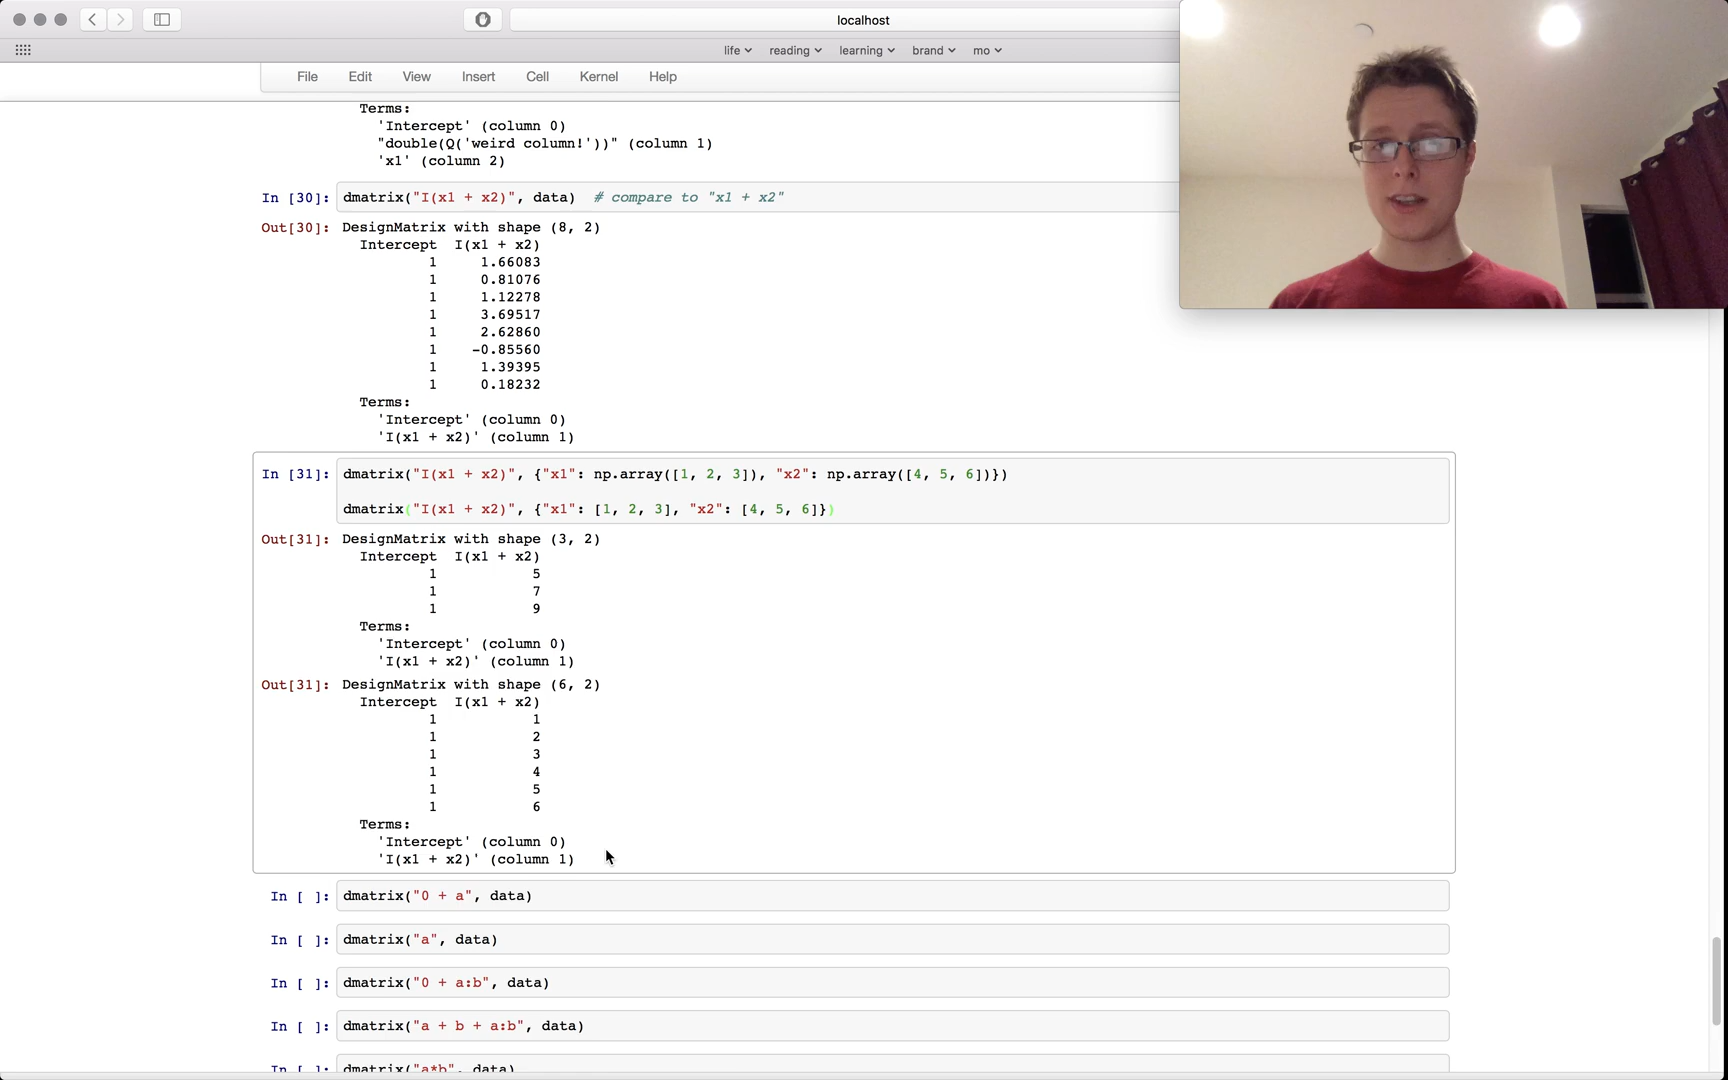 localhost
life reading learning brand mo
File Edit View Insert Cell Kernel Help
Terms:
'Intercept' (column 0)
"double(Q('weird column!'))" (column 1)
'x1' (column 2)
In [30]: dmatrix("I(x1 + x2)", data)  # compare to "x1 + x2"
Out[30]: DesignMatrix with shape (8, 2)
Intercept  I(x1 + x2)
1 1.66083
1 0.81076
1 1.12278
1 3.69517
1 2.62860
1 -0.85560
1 1.39395
1 0.18232
Terms:
'Intercept' (column 0)
'I(x1 + x2)' (column 1)
In [31]: dmatrix("I(x1 + x2)", {"x1": np.array([1, 2, 3]), "x2": np.array([4, 5, 6])})
dmatrix("I(x1 + x2)", {"x1": [1, 2, 3], "x2": [4, 5, 6]})
Out[31]: DesignMatrix with shape (3, 2)
Intercept  I(x1 + x2)
1 5
1 7
1 9
Terms:
'Intercept' (column 0)
'I(x1 + x2)' (column 1)
Out[31]: DesignMatrix with shape (6, 2)
Intercept  I(x1 + x2)
1 1
1 2
1 3
1 4
1 5
1 6
Terms:
'Intercept' (column 0)
'I(x1 + x2)' (column 1)
In [ ]: dmatrix("0 + a", data)
In [ ]: dmatrix("a", data)
In [ ]: dmatrix("0 + a:b", data)
In [ ]: dmatrix("a + b + a:b", data)
In [ ]: dmatrix("a*b", data)